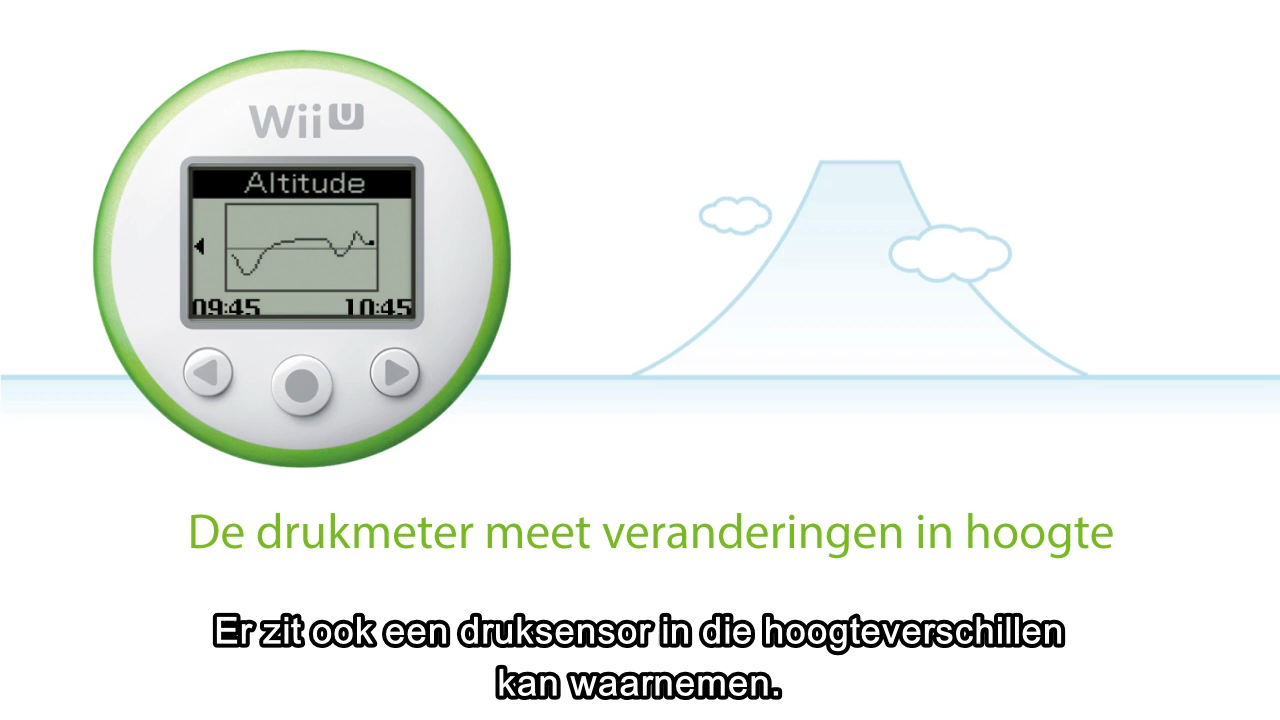 Wii U
Altitude
09:45 10:45
De drukmeter meet veranderingen in hoogte
Er zit ook een druksensor in die hoogteverschillen
kan waarnemen.